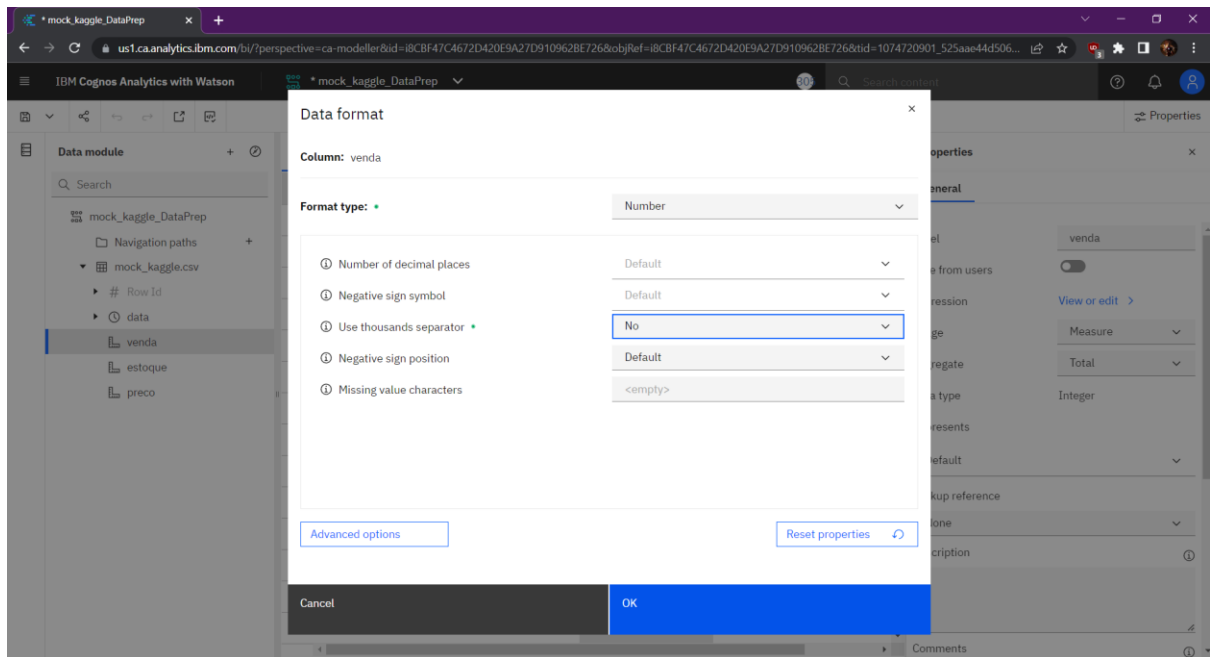 * mock_kaggle_DataPrep
us1.ca.analytics.ibm.com/bi/?perspective=ca-modeller&id=i8CBF47C4672D420E9A27D910962BE726&objRef=i8CBF47C4672D420E9A27D910962BE726&tid=1074720901_525aae44d506...
IBM Cognos Analytics with Watson
* mock_kaggle_DataPrep
Search content
Properties
Data module
Search
mock_kaggle_DataPrep
Navigation paths
mock_kaggle.csv
# Row Id
data
venda
estoque
preco
Data format
Column: venda
Format type:
Number
Number of decimal places
Default
Negative sign symbol
Default
Use thousands separator
No
Negative sign position
Default
Missing value characters
<empty>
Advanced options
Reset properties
Cancel
OK
operties
eneral
el
venda
e from users
ression
View or edit
ge
Measure
regate
Total
a type
Integer
resents
efault
kup reference
lone
cription
Comments